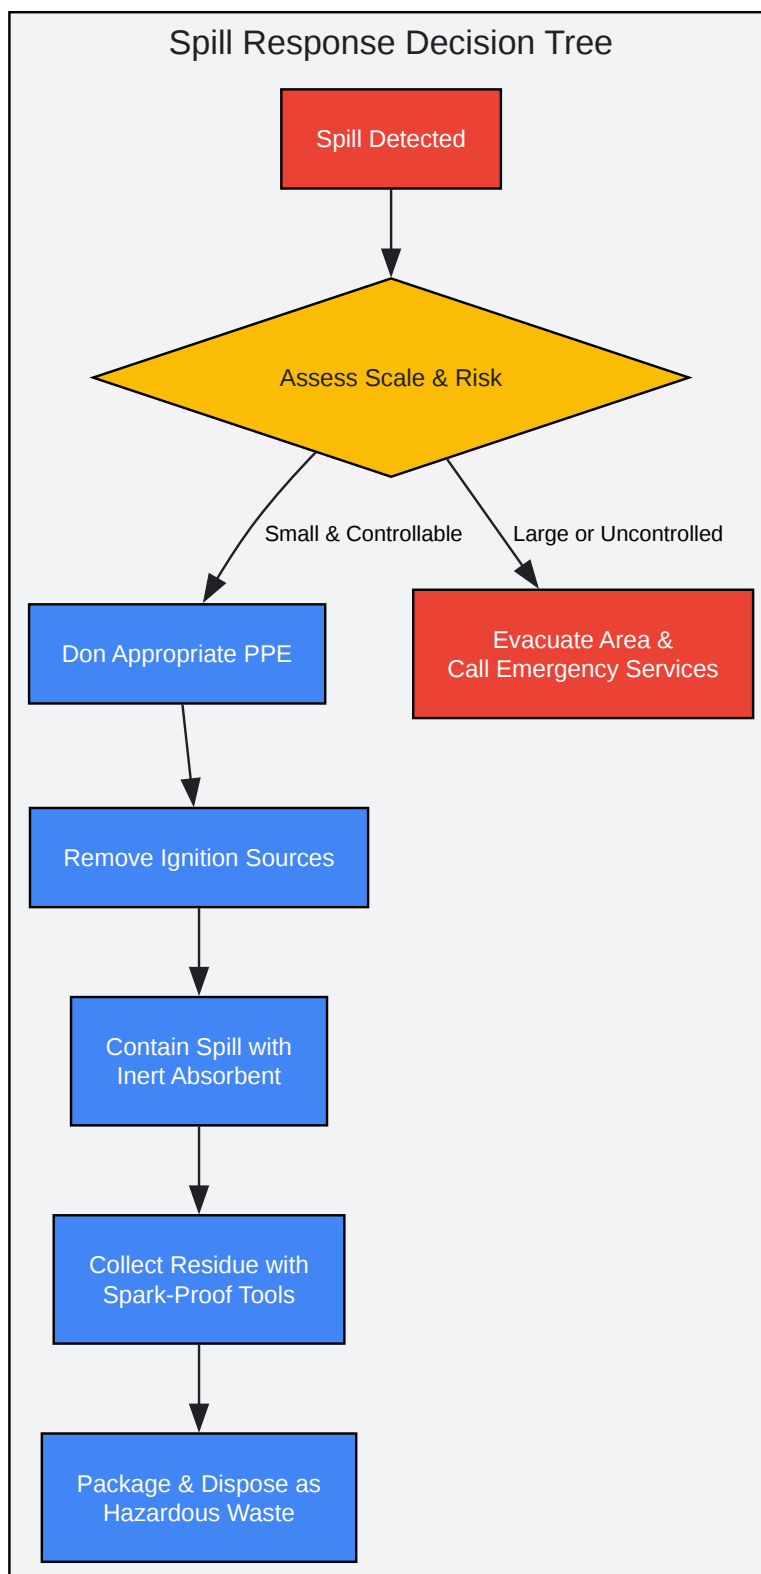 Spill Response Decision Tree
Spill Detected
Assess Scale & Risk
Small & Controllable
Large or Uncontrolled
Don Appropriate PPE
Evacuate Area &
Call Emergency Services
Remove Ignition Sources
Contain Spill with
Inert Absorbent
Collect Residue with
Spark-Proof Tools
Package & Dispose as
Hazardous Waste